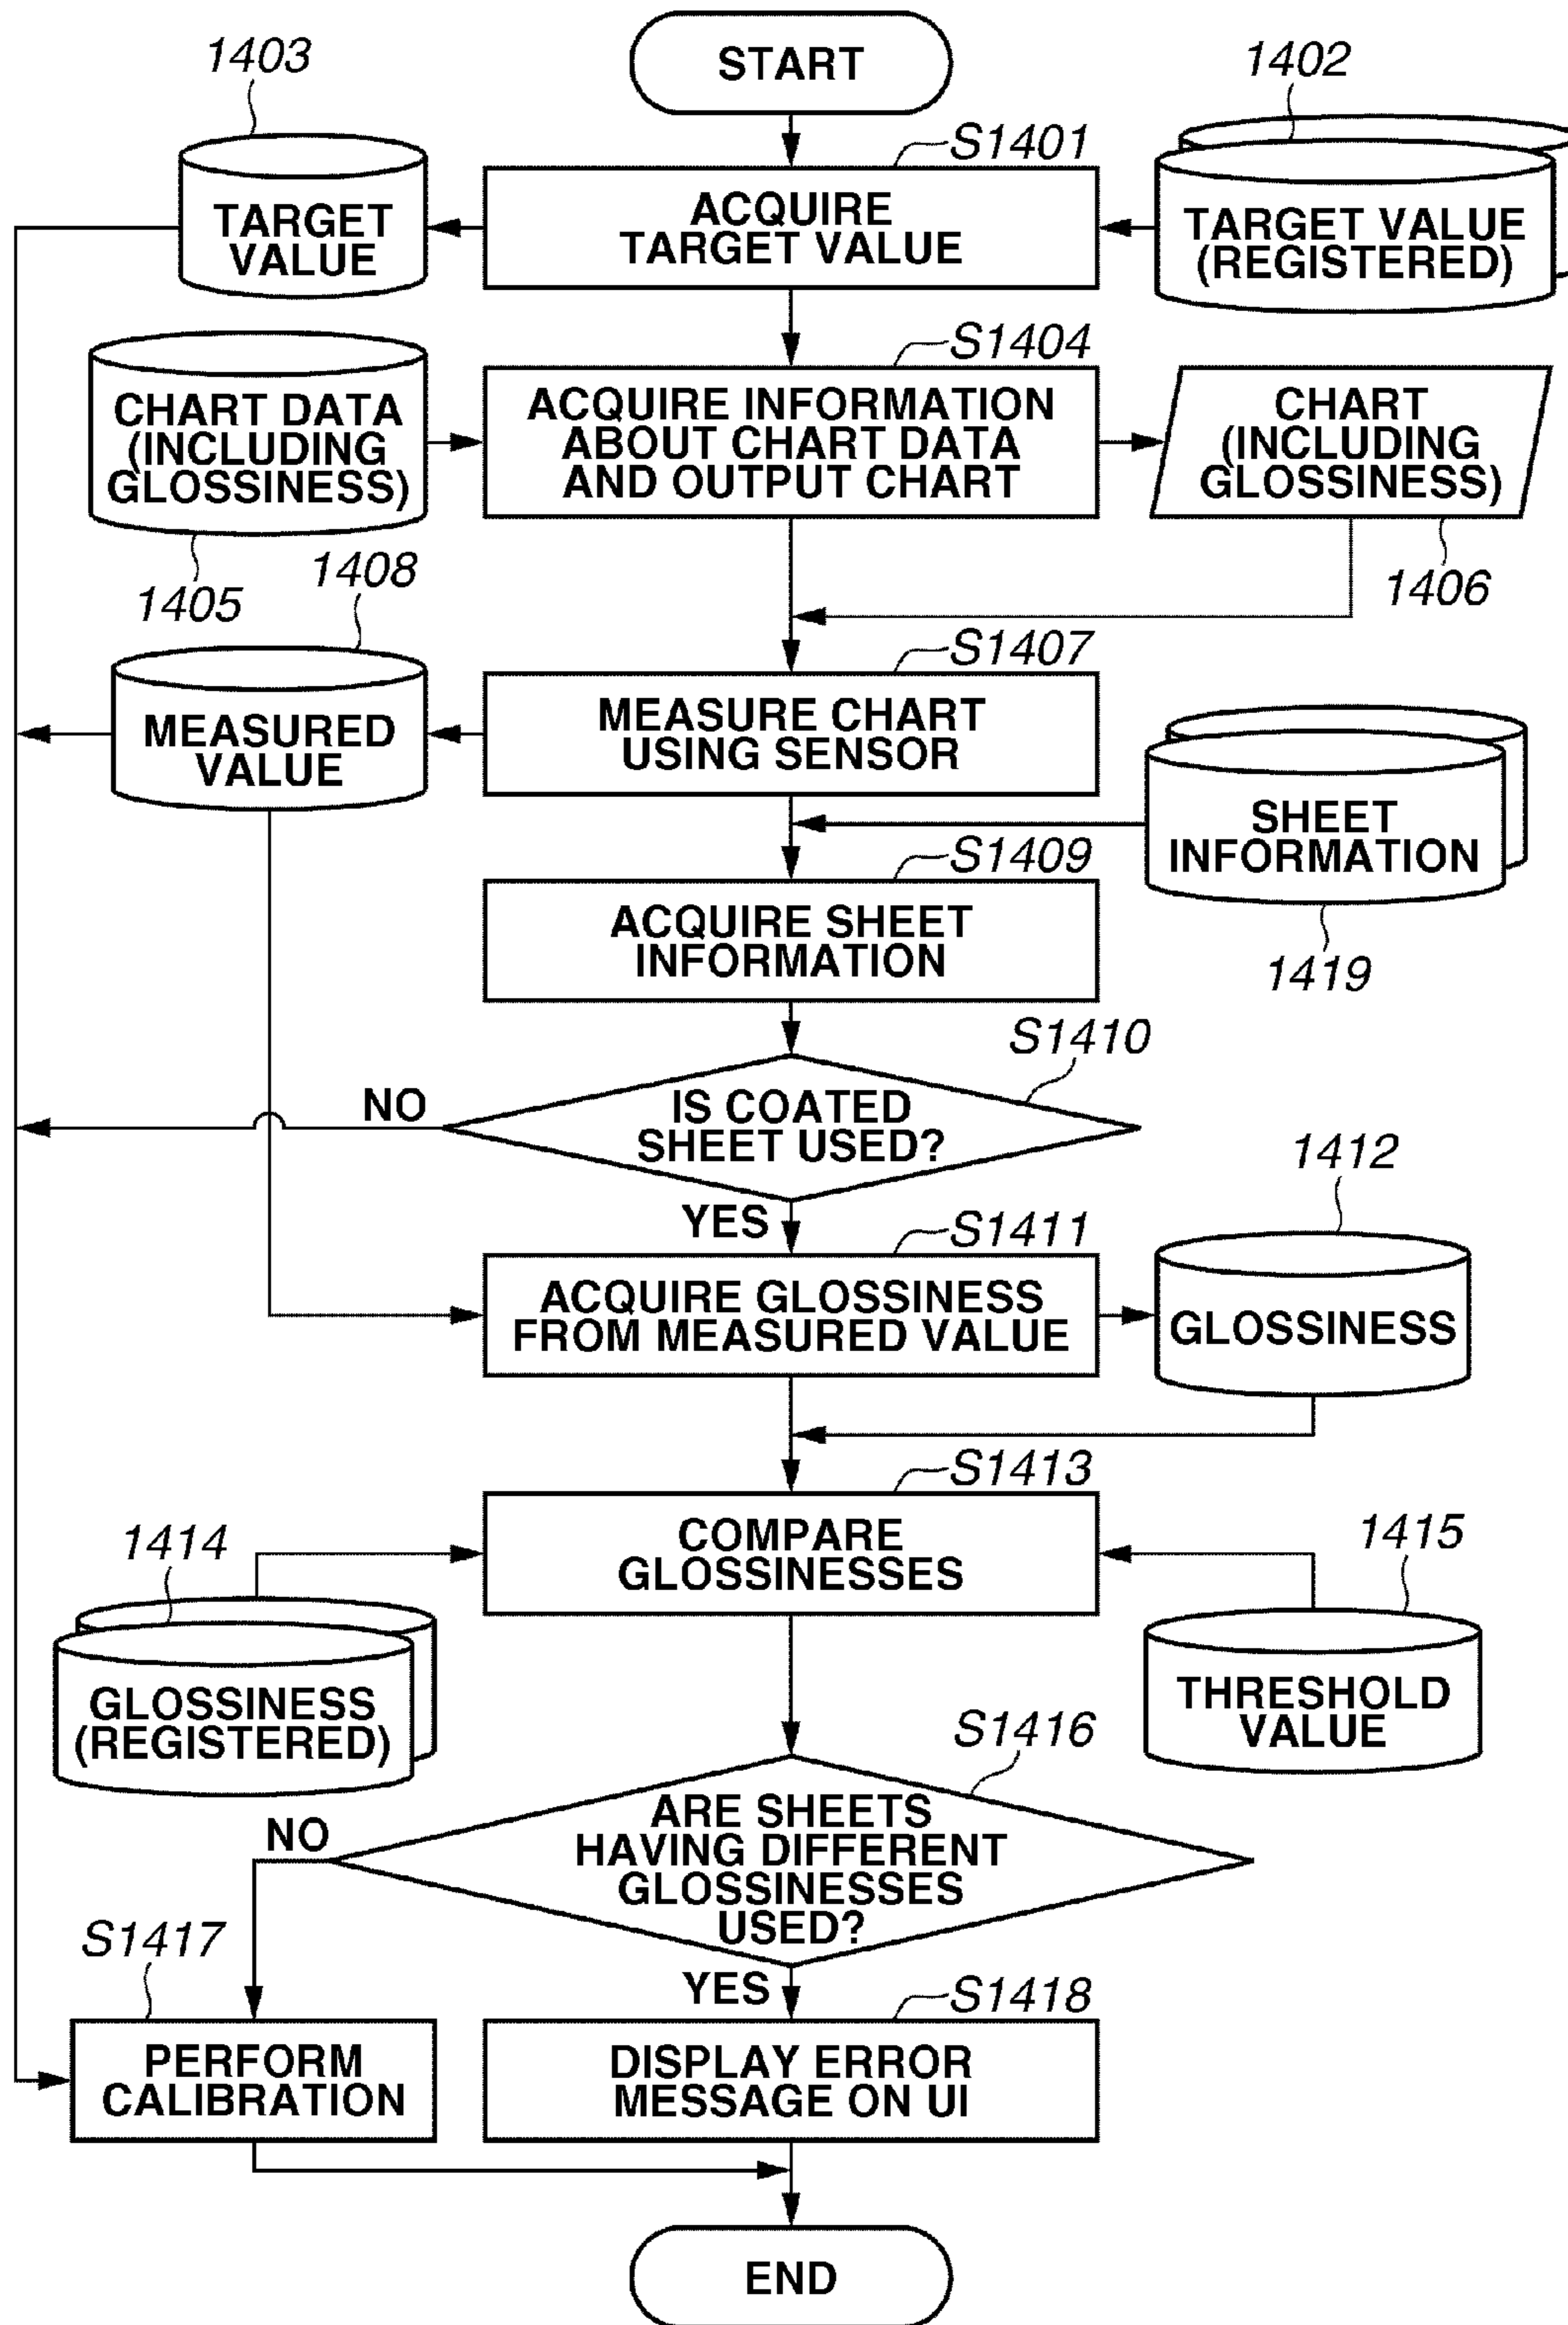 START
1403
1402
S1401
TARGET
VALUE
ACQUIRE
TARGET VALUE
TARGET VALUE
(REGISTERED)
S1404
CHART DATA
(INCLUDING
GLOSSINESS)
ACQUIRE INFORMATION
ABOUT CHART DATA
AND OUTPUT CHART
CHART
(INCLUDING
GLOSSINESS)
1405
1408
1406
S1407
MEASURED
VALUE
MEASURE CHART
USING SENSOR
SHEET
INFORMATION
S1409
1419
ACQUIRE SHEET
INFORMATION
S1410
NO
IS COATED
SHEET USED?
YES
1412
S1411
ACQUIRE GLOSSINESS
FROM MEASURED VALUE
GLOSSINESS
S1413
1414
COMPARE
GLOSSINESSES
1415
GLOSSINESS
(REGISTERED)
THRESHOLD
VALUE
S1416
NO
ARE SHEETS
HAVING DIFFERENT
GLOSSINESSES
USED?
S1417
YES
S1418
PERFORM
CALIBRATION
DISPLAY ERROR
MESSAGE ON UI
END